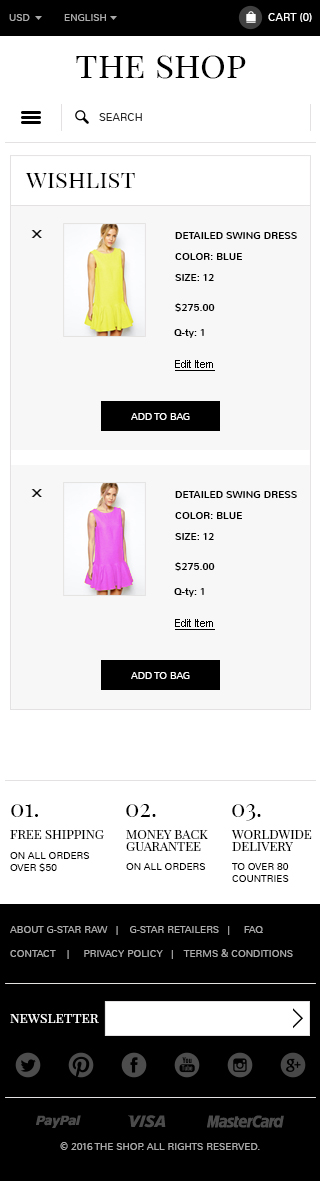 USD ENGLISH CART (0)
THE SHOP
SEARCH
WISHLIST
DETAILED SWING DRESS
COLOR: BLUE
SIZE: 12
$275.00
Q-ty: 1
Edit Item
ADD TO BAG
DETAILED SWING DRESS
COLOR: BLUE
SIZE: 12
$275.00
Q-ty: 1
Edit Item
ADD TO BAG
01.
FREE SHIPPING
ON ALL ORDERS
OVER $50
02.
MONEY BACK
GUARANTEE
ON ALL ORDERS
03.
WORLDWIDE
DELIVERY
TO OVER 80
COUNTRIES
ABOUT G-STAR RAW | G-STAR RETAILERS | FAQ
CONTACT | PRIVACY POLICY | TERMS & CONDITIONS
NEWSLETTER
You Tube g+
PayPal VISA MasterCard
© 2016 THE SHOP. ALL RIGHTS RESERVED.